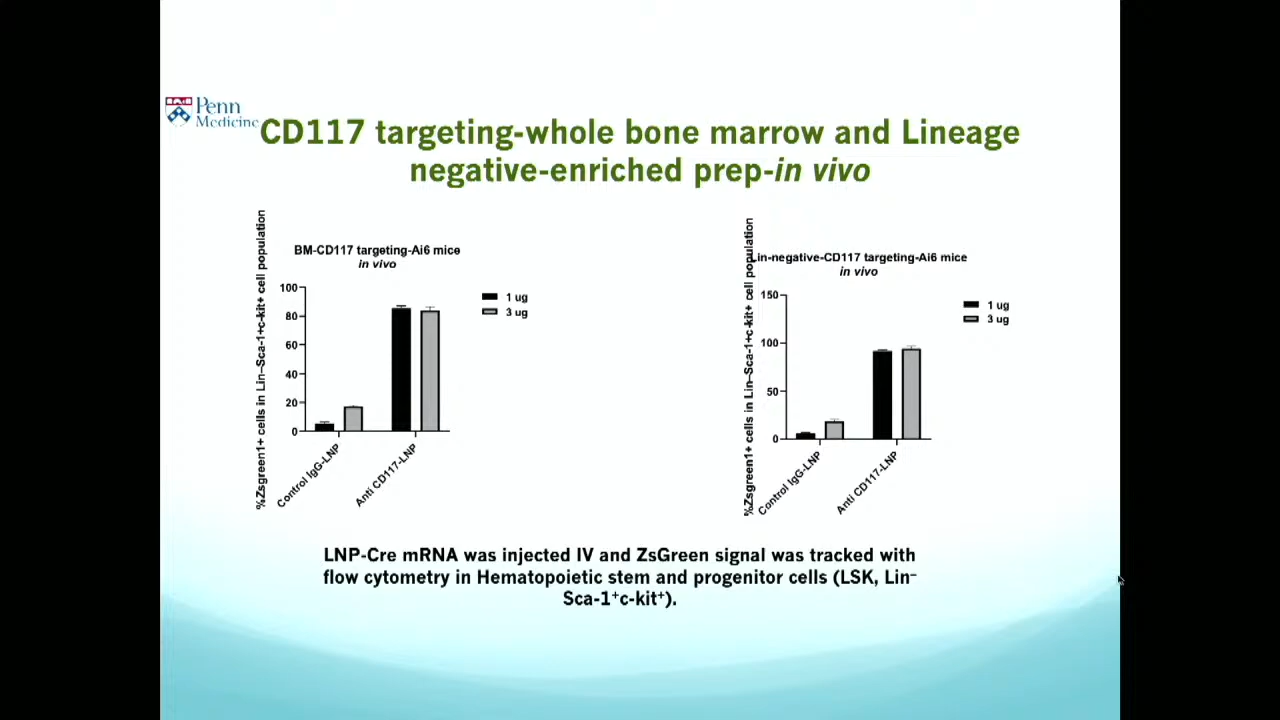 Penn
Medicine
CD117 targeting-whole bone marrow and Lineage
negative-enriched prep-in vivo
%Zsgreen1+ cells in Lin–Sca-1+c-kit+ cell population
BM-CD117 targeting-Ai6 mice
in vivo
100
80
60
40
20
0
1 ug
3 ug
Control IgG-LNP
Anti CD117-LNP
%Zsgreen1+ cells in Lin–Sca-1+c-kit+ cell population
Lin-negative-CD117 targeting-Ai6 mice
in vivo
150
100
50
0
1 ug
3 ug
Control IgG-LNP
Anti CD117-LNP
LNP-Cre mRNA was injected IV and ZsGreen signal was tracked with
flow cytometry in Hematopoietic stem and progenitor cells (LSK, Lin⁻
Sca-1⁺c-kit⁺).